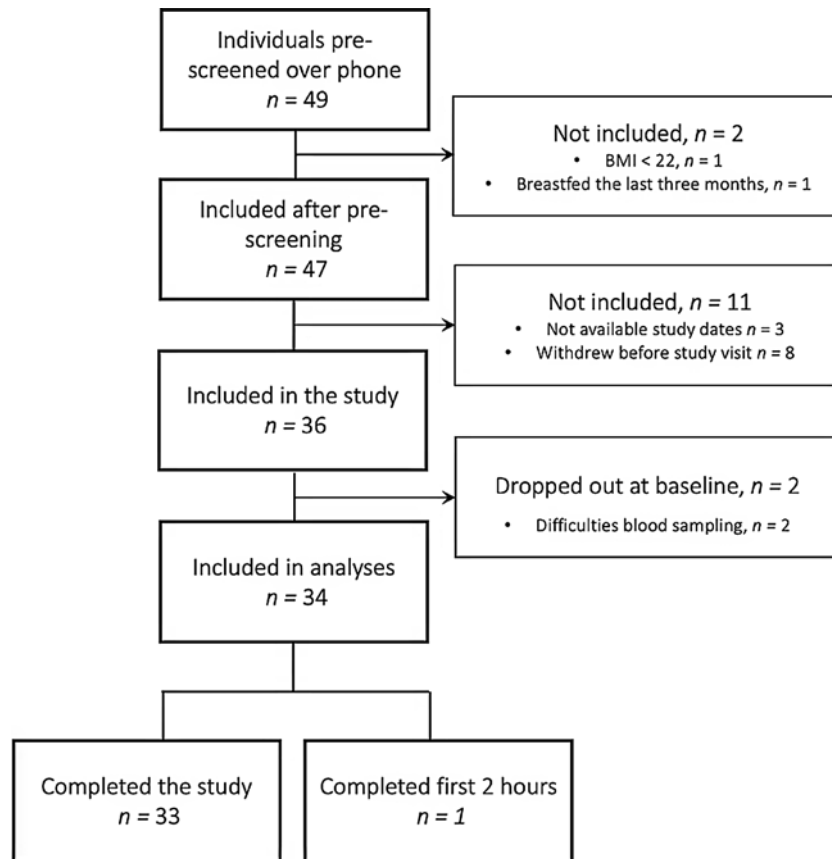 Individuals pre-
screened over phone
n = 49
Not included, n = 2
• BMI < 22, n = 1
• Breastfed the last three months, n = 1
Included after pre-
screening
n = 47
Not included, n = 11
• Not available study dates n = 3
• Withdrew before study visit n = 8
Included in the study
n = 36
Dropped out at baseline, n = 2
• Difficulties blood sampling, n = 2
Included in analyses
n = 34
Completed the study
n = 33
Completed first 2 hours
n = 1